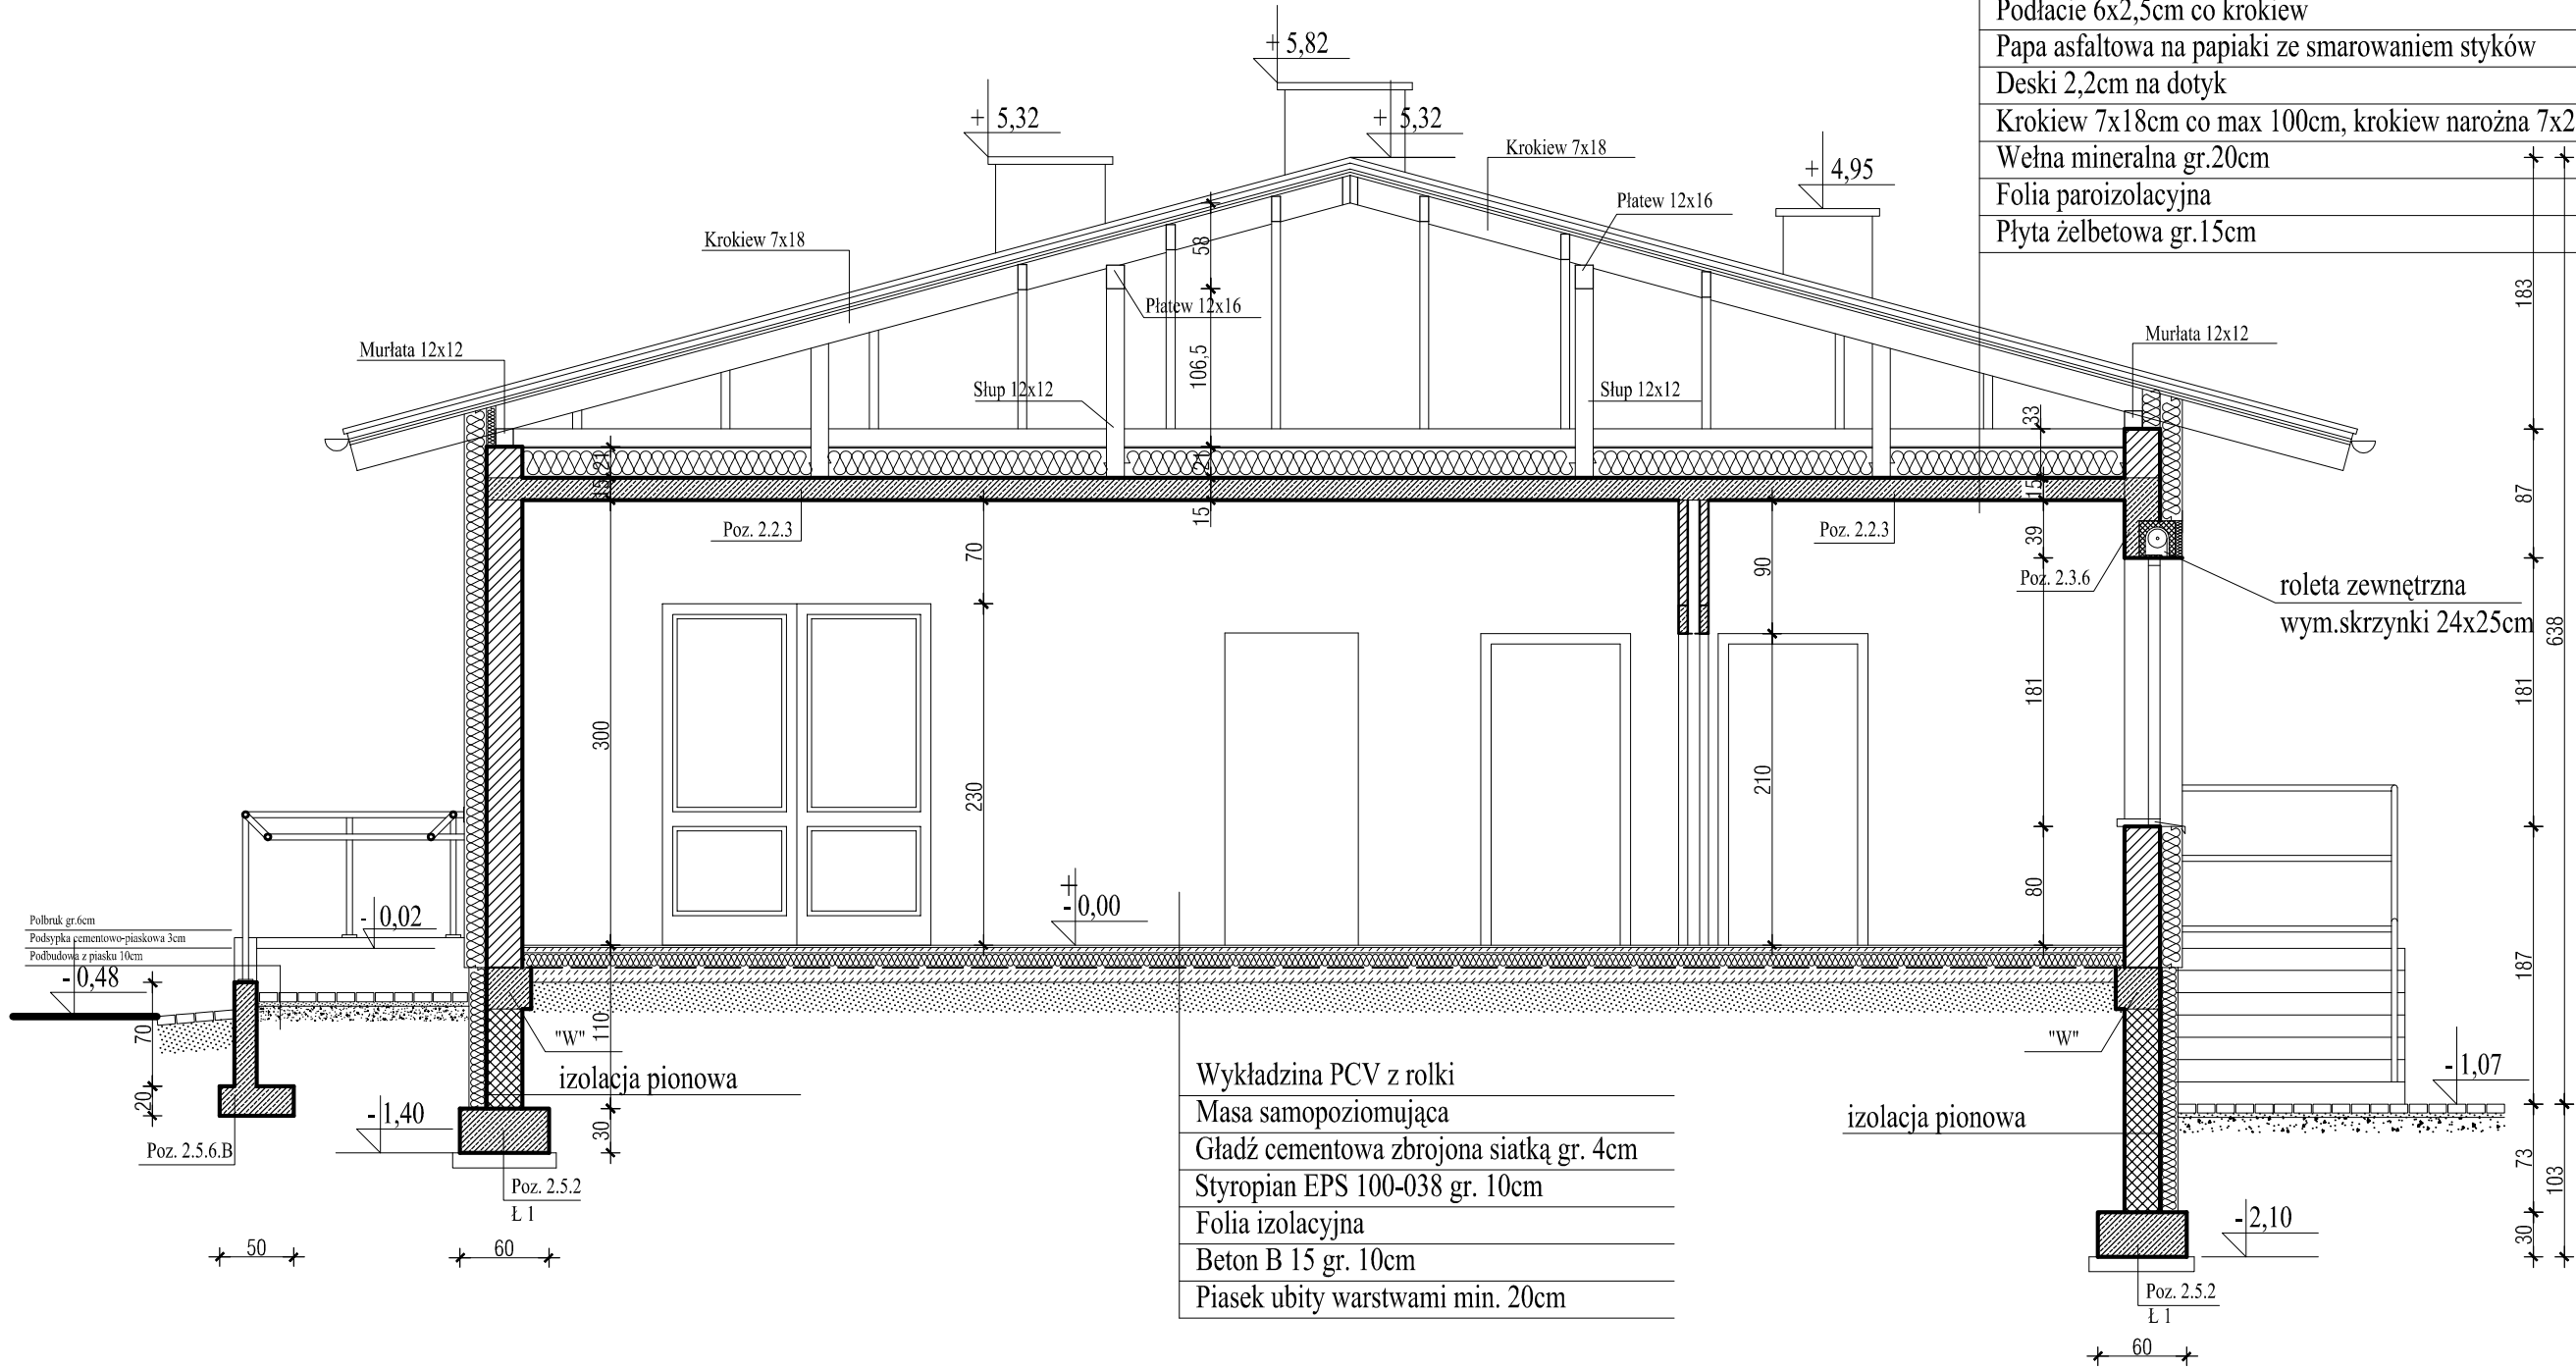 Podłacie 6x2,5cm co krokiew
Papa asfaltowa na papiaki ze smarowaniem styków
Deski 2,2cm na dotyk
Krokiew 7x18cm co max 100cm, krokiew narożna 7x2
Wełna mineralna gr.20cm
Folia paroizolacyjna
Płyta żelbetowa gr.15cm
+ 5,82
+ 5,32
+ 5,32
+ 4,95
Krokiew 7x18
Krokiew 7x18
Płatew 12x16
Płatew 12x16
Murłata 12x12
Murłata 12x12
Słup 12x12
Słup 12x12
58
106,5
21
15
15
21
33
15
39
183
87
181
187
638
73
30
103
Poz. 2.2.3
Poz. 2.2.3
Poz. 2.3.6
roleta zewnętrzna
wym.skrzynki 24x25cm
70
230
300
90
210
181
80
+
- 0,00
- 0,02
Polbruk gr.6cm
Podsypka cementowo-piaskowa 3cm
Podbudowa z piasku 10cm
- 0,48
70
20
Poz. 2.5.6.B
50
"W"
110
izolacja pionowa
- 1,40
30
Poz. 2.5.2
Ł 1
60
Wykładzina PCV z rolki
Masa samopoziomująca
Gładź cementowa zbrojona siatką gr. 4cm
Styropian EPS 100-038 gr. 10cm
Folia izolacyjna
Beton B 15 gr. 10cm
Piasek ubity warstwami min. 20cm
"W"
izolacja pionowa
- 1,07
- 2,10
Poz. 2.5.2
Ł 1
60